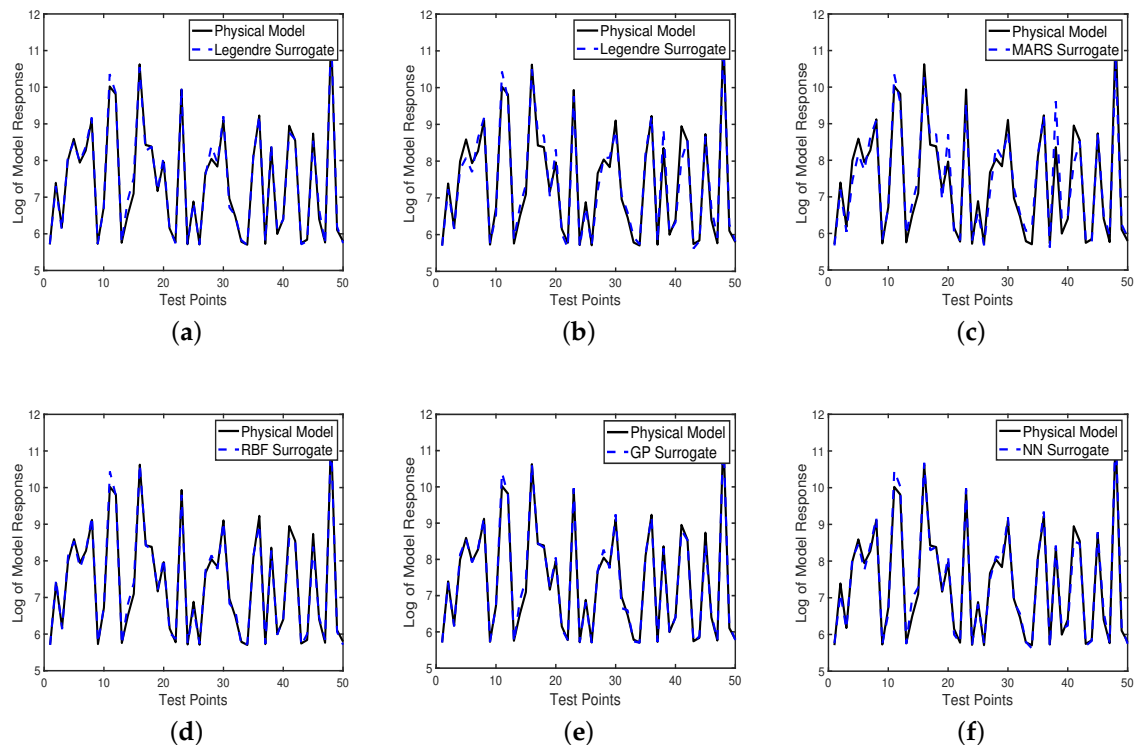 12
11
10
9
8
7
6
5
Log of Model Response
Physical Model
Legendre Surrogate
0 10 20 30 40 50
Test Points
(a)
12
11
10
9
8
7
6
5
Log of Model Response
Physical Model
Legendre Surrogate
0 10 20 30 40 50
Test Points
(b)
12
11
10
9
8
7
6
5
Log of Model Response
Physical Model
MARS Surrogate
0 10 20 30 40 50
Test Points
(c)
12
11
10
9
8
7
6
5
Log of Model Response
Physical Model
RBF Surrogate
0 10 20 30 40 50
Test Points
(d)
12
11
10
9
8
7
6
5
Log of Model Response
Physical Model
GP Surrogate
0 10 20 30 40 50
Test Points
(e)
12
11
10
9
8
7
6
5
Log of Model Response
Physical Model
NN Surrogate
0 10 20 30 40 50
Test Points
(f)